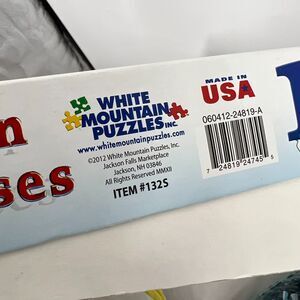 n
ses
WHITE
MOUNTAIN
PUZZLES INC.
www.whitemountainpuzzles.com
©2012 White Mountain Puzzles, Inc.
Jackson Falls Marketplace
Jackson, NH 03846
All Rights Reserved MMXII
ITEM #132S
MADE IN
USA
060412-24819-A
7 24819 24745 5